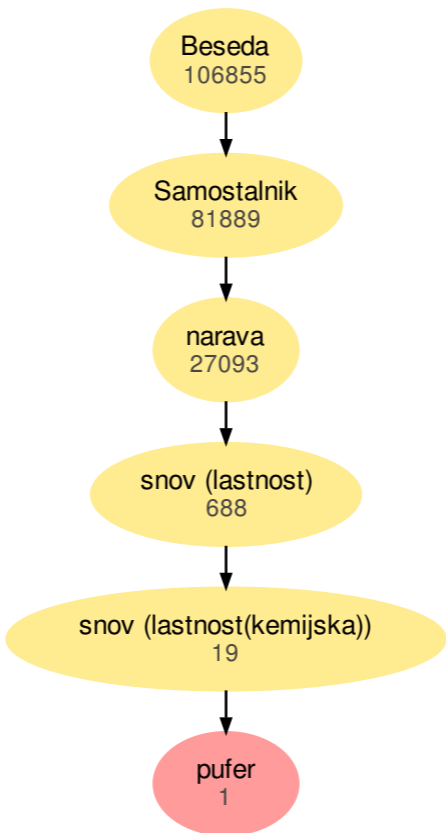 Beseda
106855
Samostalnik
81889
narava
27093
snov (lastnost)
688
snov (lastnost(kemijska))
19
pufer
1